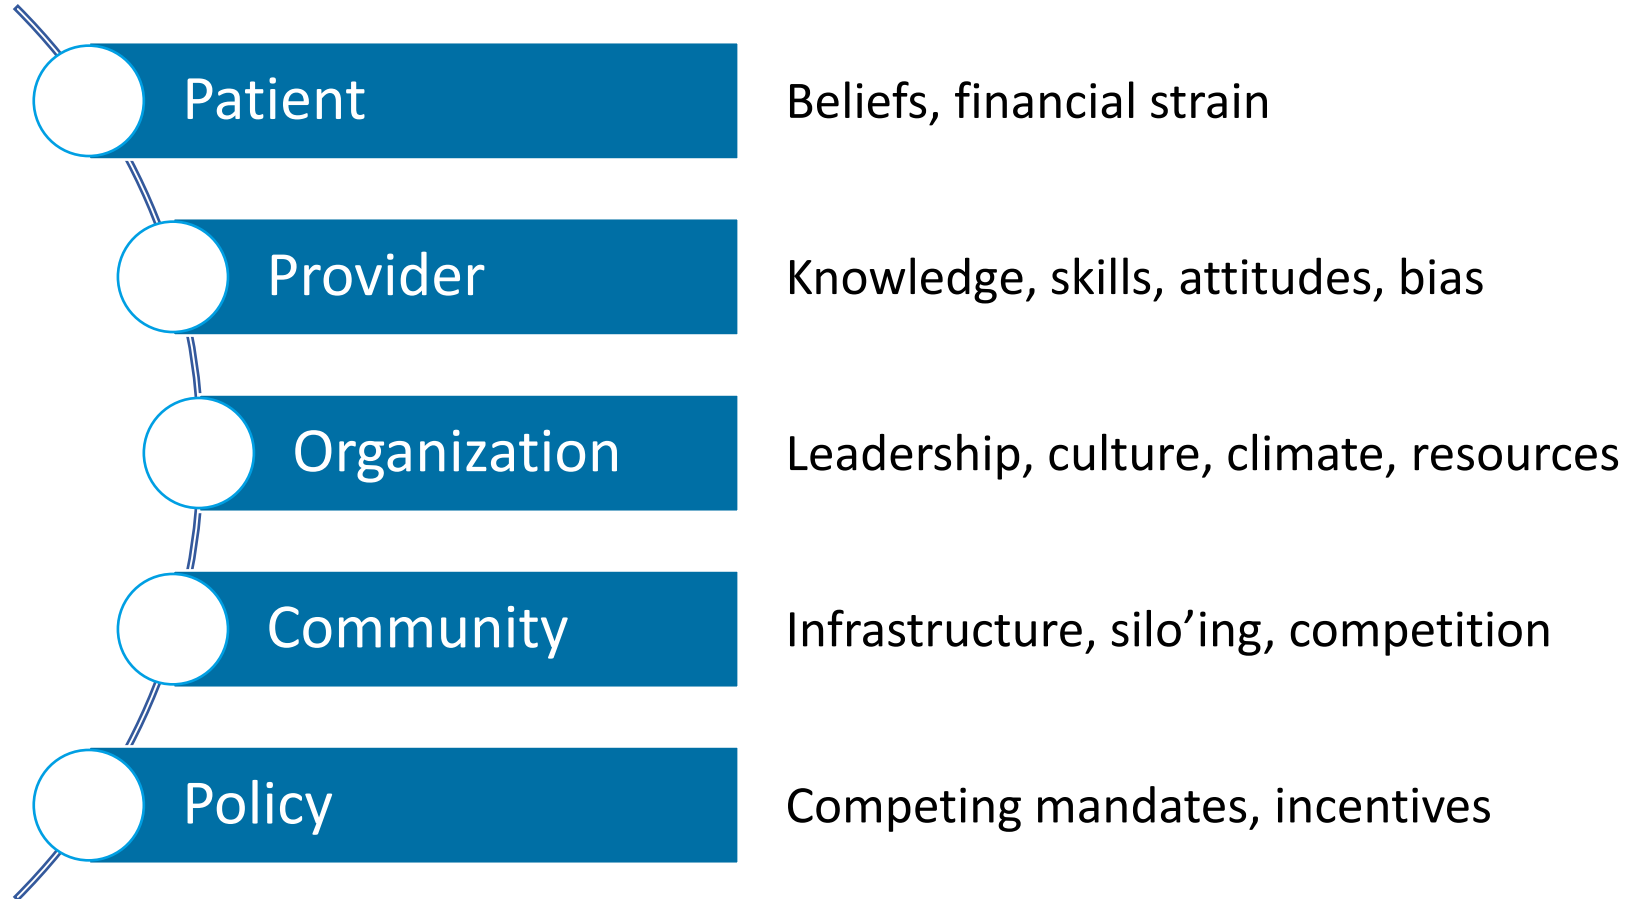 Patient
Beliefs, financial strain
Provider
Knowledge, skills, attitudes, bias
Organization
Leadership, culture, climate, resources
Community
Infrastructure, silo’ing, competition
Policy
Competing mandates, incentives